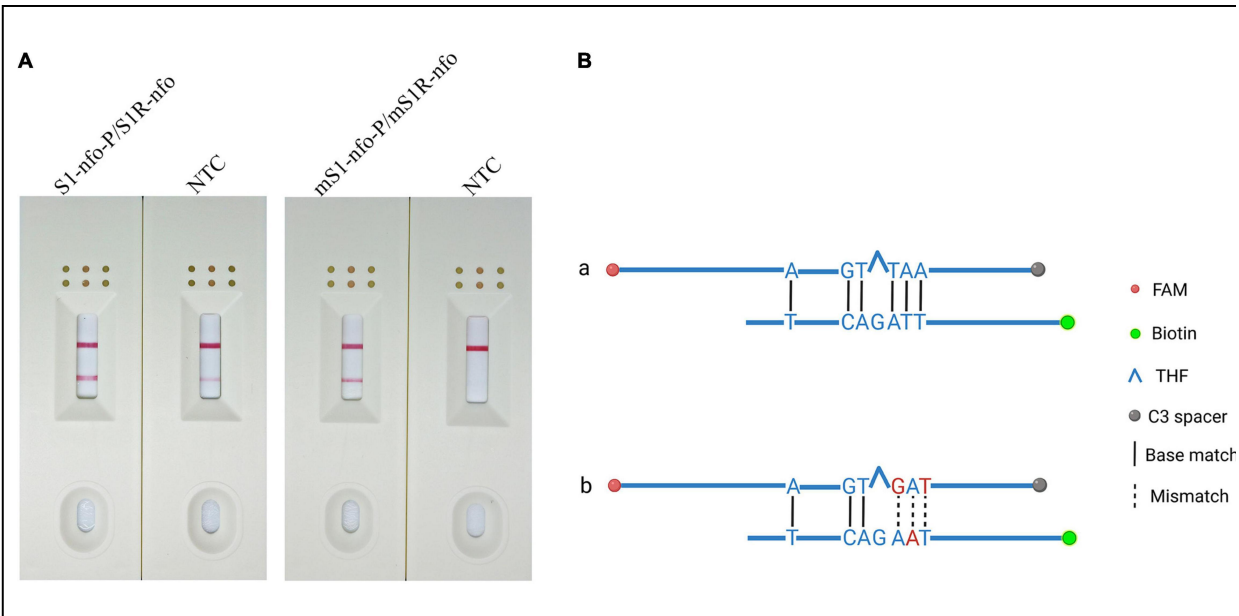 A
S1-nfo-P/S1R-nfo
NTC
mS1-nfo-P/mS1R-nfo
NTC
B
a
A GT TAA
T CAGATT
b
A GT GAT
T CAG AAT
FAM
Biotin
THF
C3 spacer
Base match
Mismatch